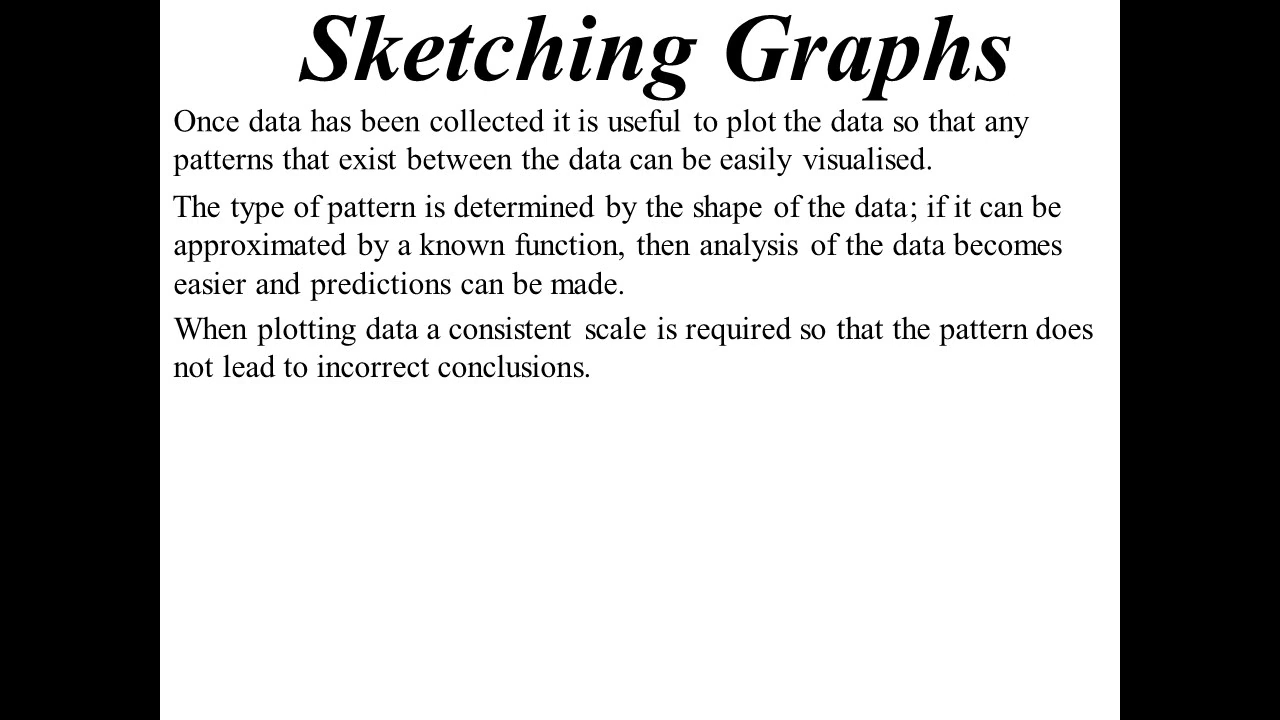 Sketching Graphs
Once data has been collected it is useful to plot the data so that any
patterns that exist between the data can be easily visualised.
The type of pattern is determined by the shape of the data; if it can be
approximated by a known function, then analysis of the data becomes
easier and predictions can be made.
When plotting data a consistent scale is required so that the pattern does
not lead to incorrect conclusions.